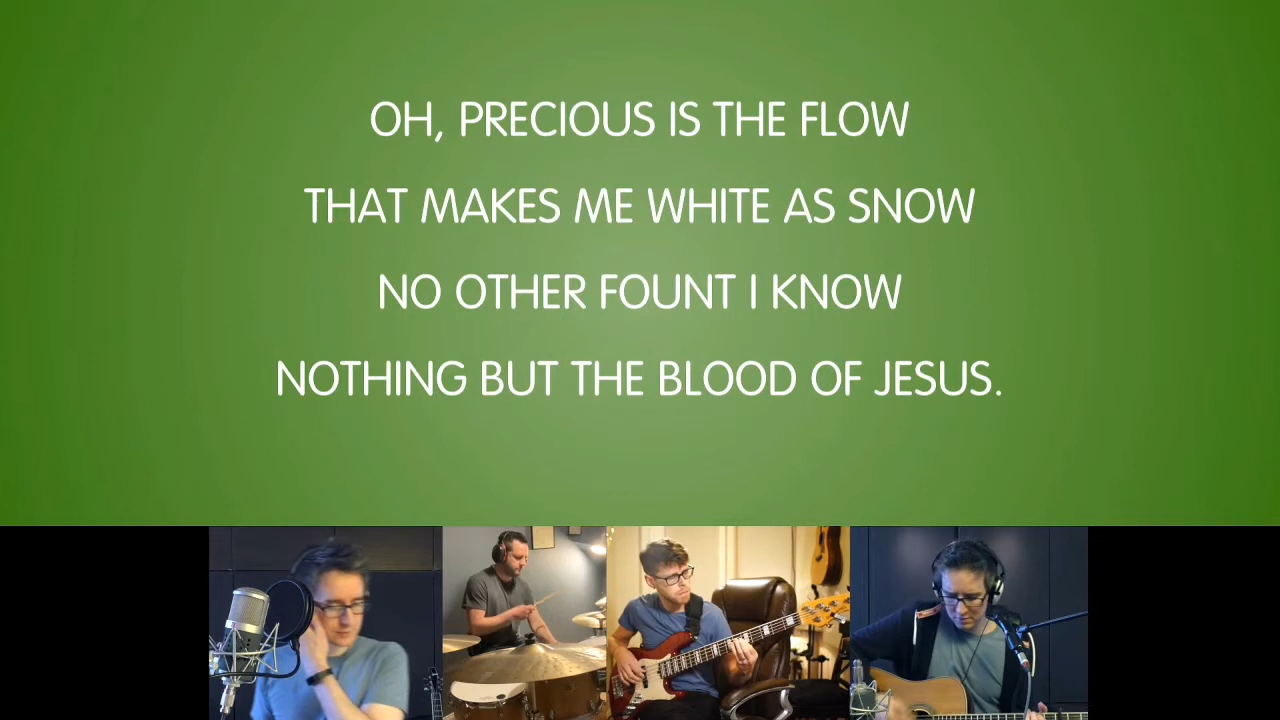 OH, PRECIOUS IS THE FLOW
THAT MAKES ME WHITE AS SNOW
NO OTHER FOUNT I KNOW
NOTHING BUT THE BLOOD OF JESUS.